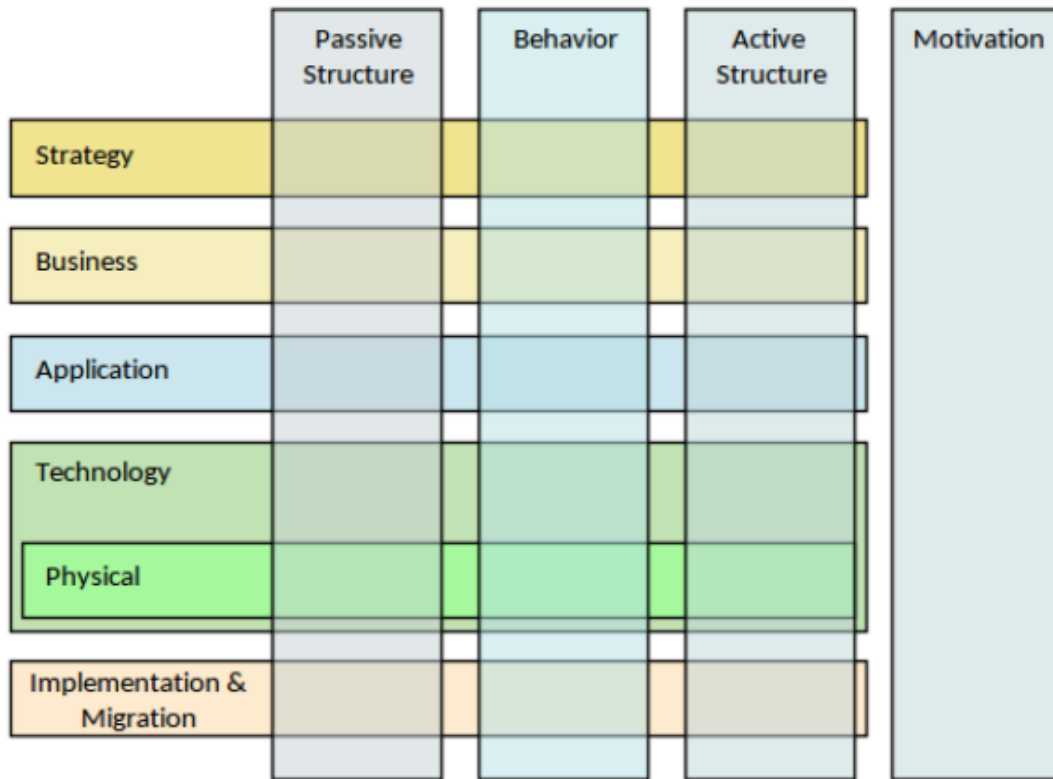 Passive
Structure
Behavior
Active
Structure
Motivation
Strategy
Business
Application
Technology
Physical
Implementation &
Migration